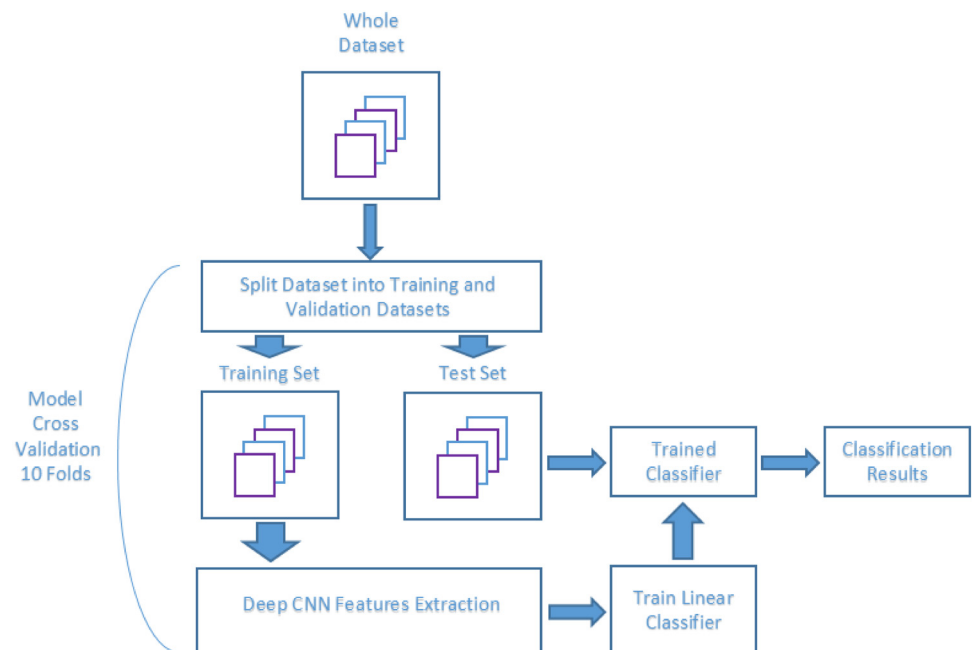 Whole
Dataset
Split Dataset into Training and
Validation Datasets
Training Set
Test Set
Model
Cross
Validation
10 Folds
Trained
Classifier
Classification
Results
Deep CNN Features Extraction
Train Linear
Classifier